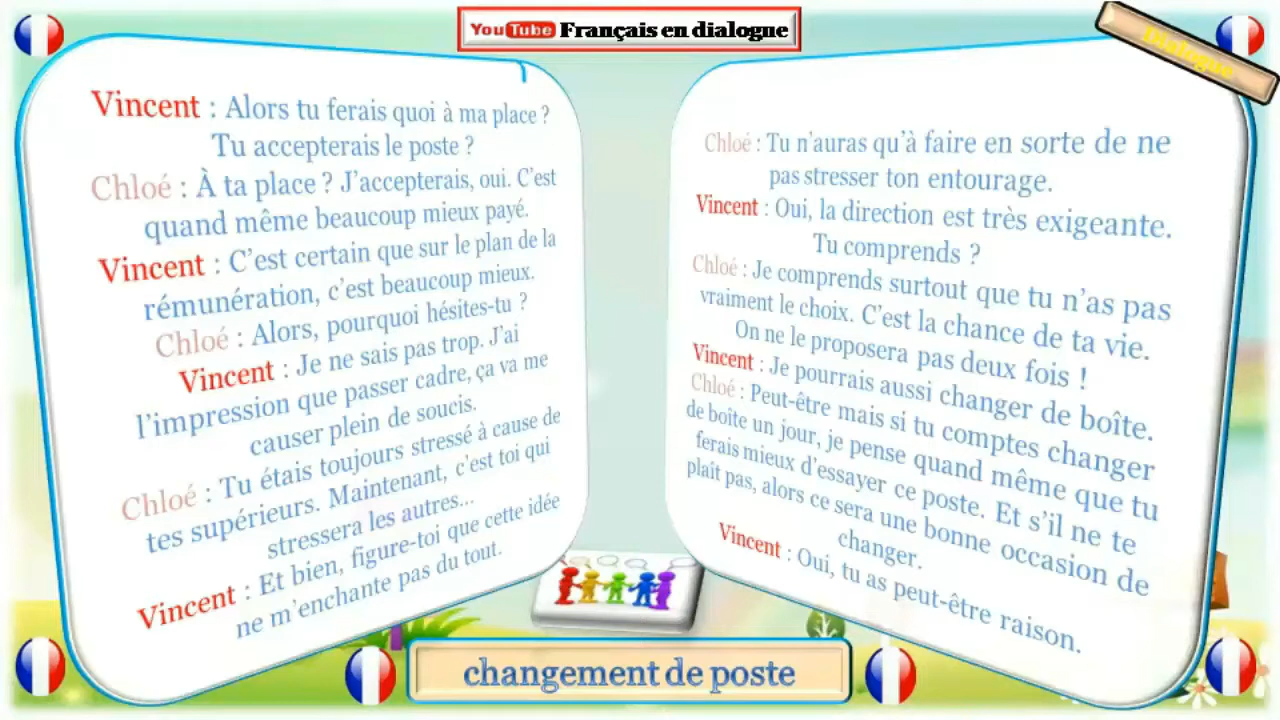 YouTube Français en dialogue
Dialogue
Vincent : Alors tu ferais quoi à ma place ?
Tu accepterais le poste ?
Chloé : À ta place ? J'accepterais, oui. C'est
quand même beaucoup mieux payé.
Vincent : C'est certain que sur le plan de la
rémunération, c'est beaucoup mieux.
Chloé : Alors, pourquoi hésites-tu ?
Vincent : Je ne sais pas trop. J'ai
l'impression que passer cadre, ça va me
causer plein de soucis.
Chloé : Tu étais toujours stressé à cause de
tes supérieurs. Maintenant, c'est toi qui
stressera les autres...
Vincent : Et bien, figure-toi que cette idée
ne m'enchante pas du tout.
Chloé : Tu n'auras qu'à faire en sorte de ne
pas stresser ton entourage.
Vincent : Oui, la direction est très exigeante.
Tu comprends ?
Chloé : Je comprends surtout que tu n'as pas
vraiment le choix. C'est la chance de ta vie.
On ne le proposera pas deux fois !
Vincent : Je pourrais aussi changer de boîte.
Chloé : Peut-être mais si tu comptes changer
de boîte un jour, je pense quand même que tu
ferais mieux d'essayer ce poste. Et s'il ne te
plaît pas, alors ce sera une bonne occasion de
changer.
Vincent : Oui, tu as peut-être raison.
changement de poste